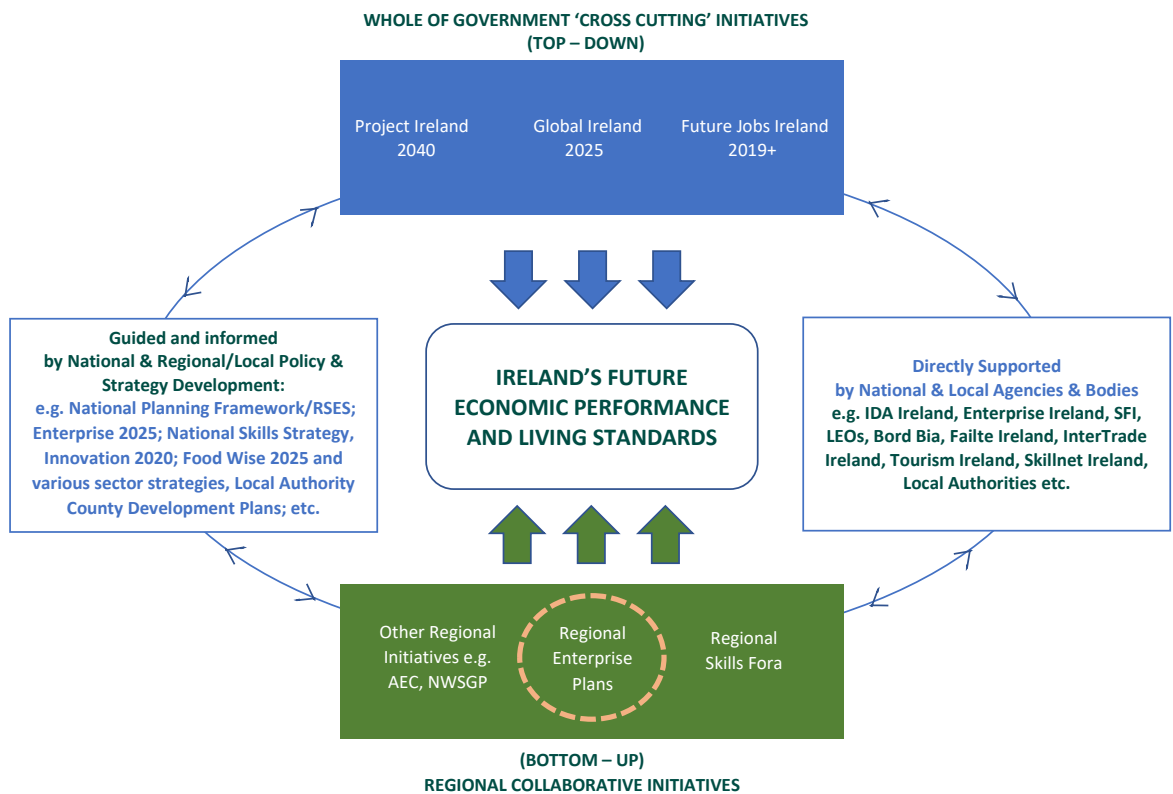 WHOLE OF GOVERNMENT ‘CROSS CUTTING’ INITIATIVES
(TOP – DOWN)
Project Ireland
2040
Global Ireland
2025
Future Jobs Ireland
2019+
Guided and informed
by National & Regional/Local Policy &
Strategy Development:
e.g. National Planning Framework/RSES;
Enterprise 2025; National Skills Strategy,
Innovation 2020; Food Wise 2025 and
various sector strategies, Local Authority
County Development Plans; etc.
IRELAND’S FUTURE
ECONOMIC PERFORMANCE
AND LIVING STANDARDS
Directly Supported
by National & Local Agencies & Bodies
e.g. IDA Ireland, Enterprise Ireland, SFI,
LEOs, Bord Bia, Failte Ireland, InterTrade
Ireland, Tourism Ireland, Skillnet Ireland,
Local Authorities etc.
Other Regional
Initiatives e.g.
AEC, NWSGP
Regional
Enterprise
Plans
Regional
Skills Fora
(BOTTOM – UP)
REGIONAL COLLABORATIVE INITIATIVES